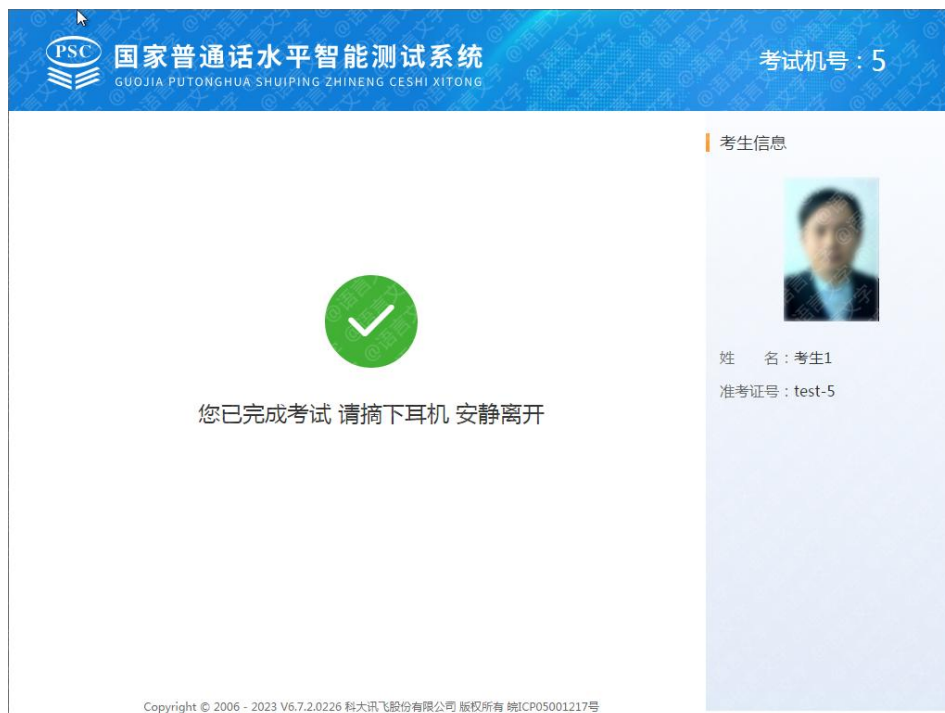 PSC 国家普通话水平智能测试系统
GUOJIA PUTONGHUA SHUIPING ZHINENG CESHI XITONG
考试机号：5
考生信息
姓 名：考生1
准考证号：test-5
您已完成考试 请摘下耳机 安静离开
Copyright © 2006 - 2023 V6.7.2.0226 科大讯飞股份有限公司 版权所有 皖ICP05001217号
@语言文字